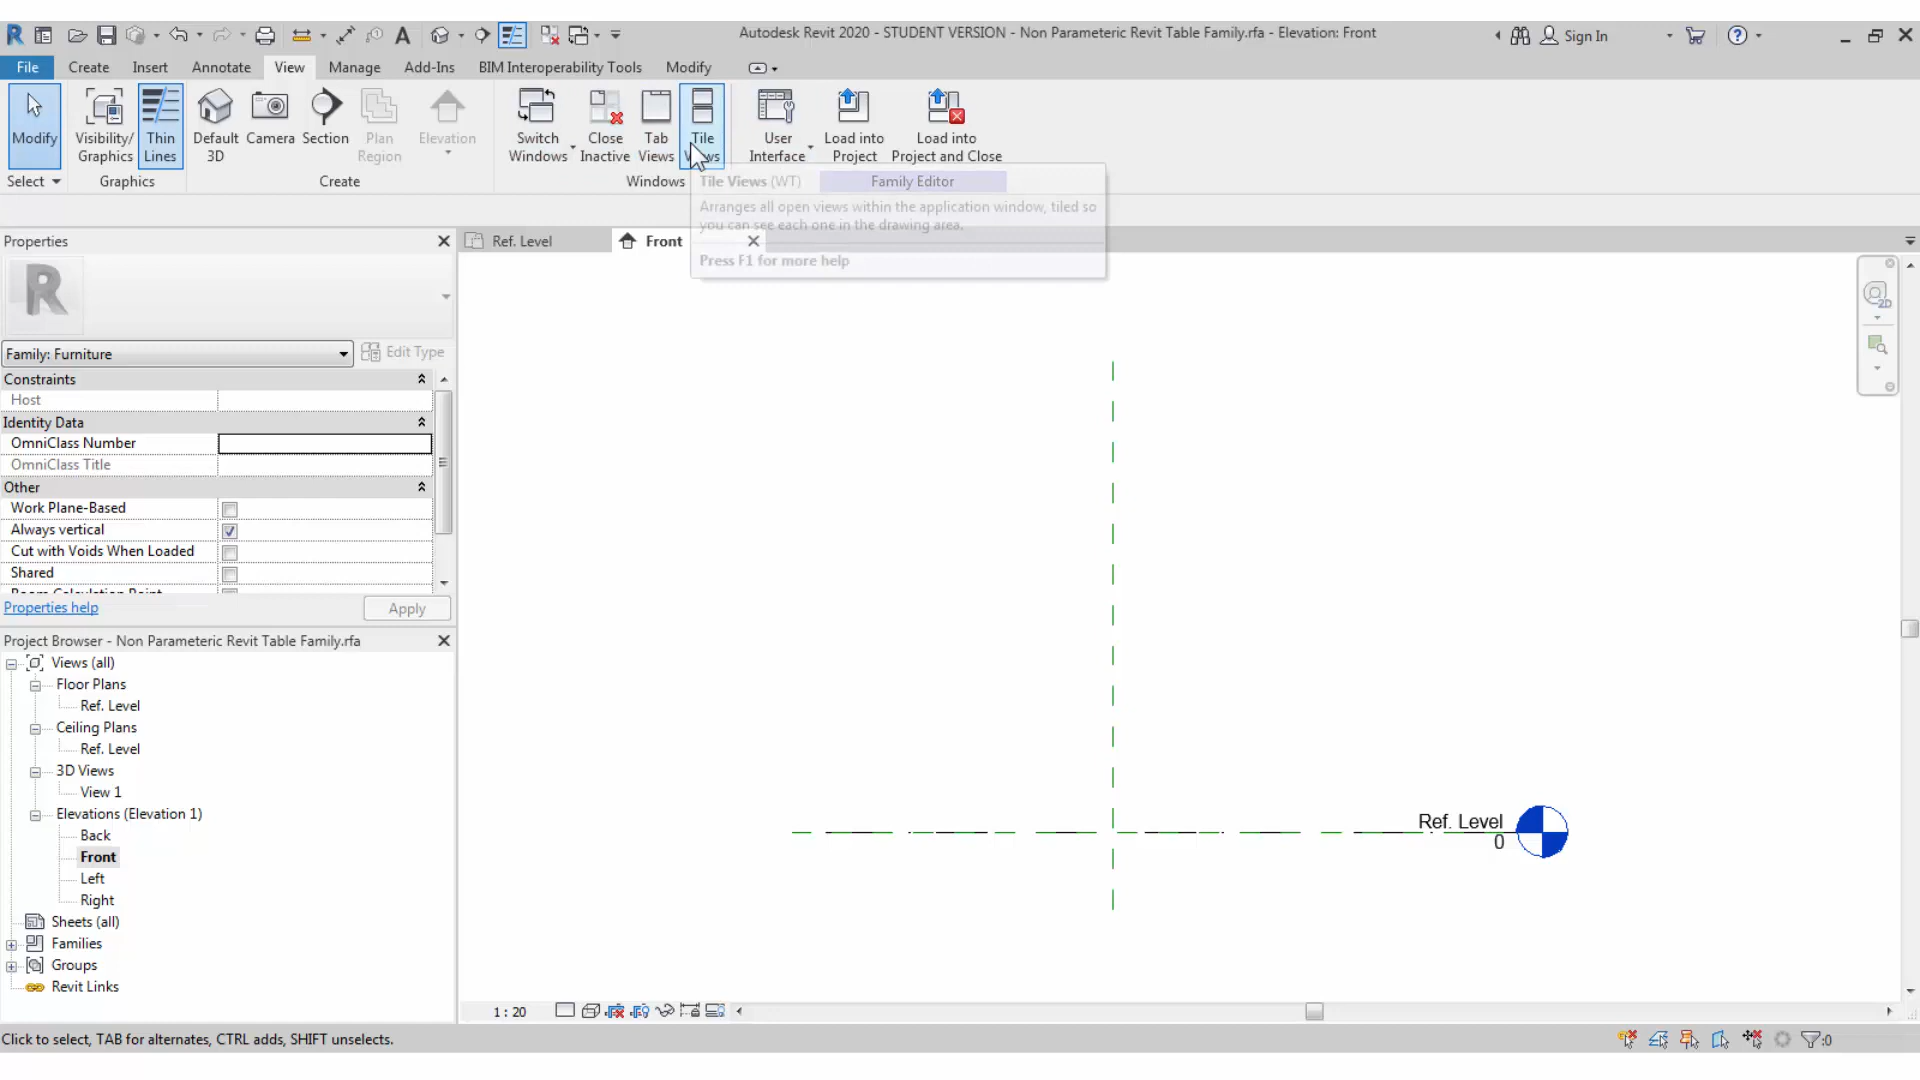 Autodesk Revit 2020 - STUDENT VERSION - Non Parameteric Revit Table Family.rfa - Elevation: Front
Sign In
File Create Insert Annotate View Manage Add-Ins BIM Interoperability Tools Modify
Modify
Visibility/ Graphics
Thin Lines
Default 3D
Camera
Section
Plan Region
Elevation
Switch Windows
Close Inactive
Tab Views
Tile Views
User Interface
Load into Project
Load into Project and Close
Select Graphics Create Windows Family Editor
Tile Views (WT)
Arranges all open views within the application window, tiled so
you can see each one in the drawing area.
Press F1 for more help
Properties
Ref. Level
Front
Family: Furniture
Edit Type
Constraints
Host
Identity Data
OmniClass Number
OmniClass Title
Other
Work Plane-Based
Always vertical
Cut with Voids When Loaded
Shared
Properties help
Apply
Project Browser - Non Parameteric Revit Table Family.rfa
Views (all)
Floor Plans
Ref. Level
Ceiling Plans
Ref. Level
3D Views
View 1
Elevations (Elevation 1)
Back
Front
Left
Right
Sheets (all)
Families
Groups
Revit Links
Ref. Level
0
2D
1 : 20
Click to select, TAB for alternates, CTRL adds, SHIFT unselects.
:0